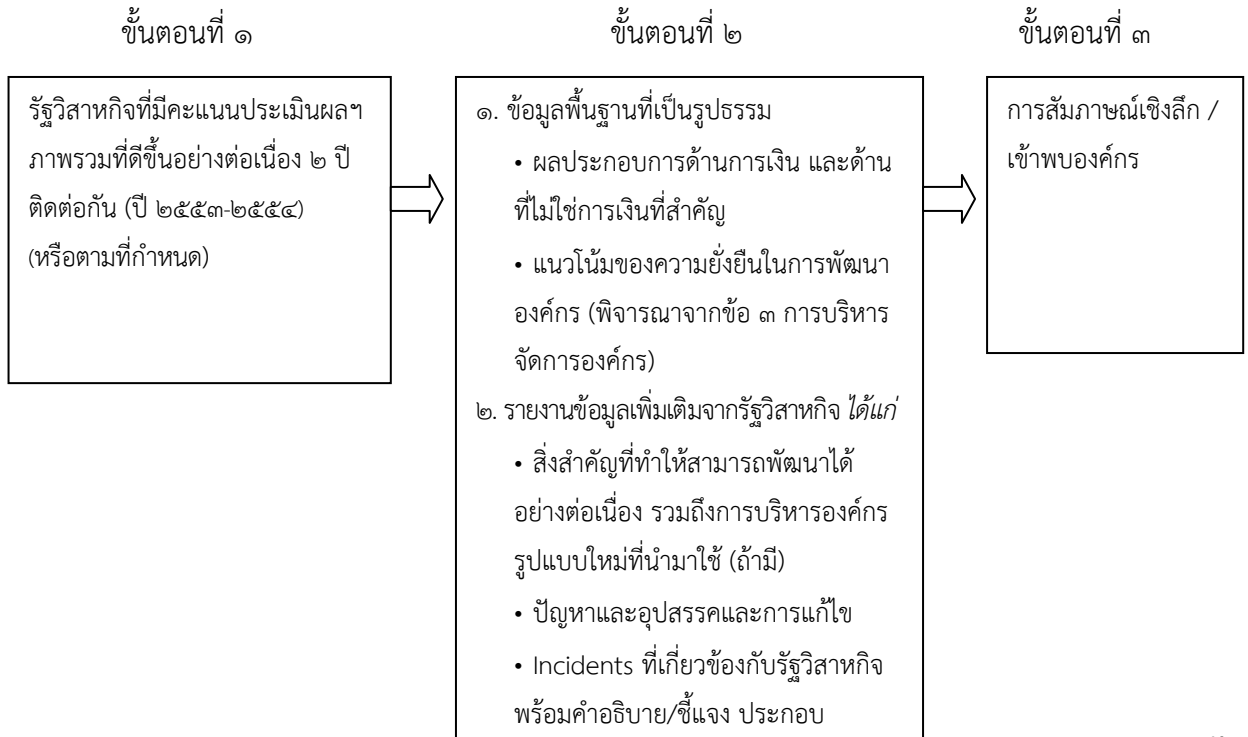 ขั้นตอนที่ ๑
รัฐวิสาหกิจที่มีคะแนนประเมินผลฯ
ภาพรวมที่ดีขึ้นอย่างต่อเนื่อง ๒ ปี
ติดต่อกัน (ปี ๒๕๕๓-๒๕๕๔)
(หรือตามที่กำหนด)
ขั้นตอนที่ ๒
๑. ข้อมูลพื้นฐานที่เป็นรูปธรรม
• ผลประกอบการด้านการเงิน และด้าน
ที่ไม่ใช่การเงินที่สำคัญ
• แนวโน้มของความยั่งยืนในการพัฒนา
องค์กร (พิจารณาจากข้อ ๓ การบริหาร
จัดการองค์กร)
๒. รายงานข้อมูลเพิ่มเติมจากรัฐวิสาหกิจ ได้แก่
• สิ่งสำคัญที่ทำให้สามารถพัฒนาได้
อย่างต่อเนื่อง รวมถึงการบริหารองค์กร
รูปแบบใหม่ที่นำมาใช้ (ถ้ามี)
• ปัญหาและอุปสรรคและการแก้ไข
• Incidents ที่เกี่ยวข้องกับรัฐวิสาหกิจ
พร้อมคำอธิบาย/ชี้แจง ประกอบ
ขั้นตอนที่ ๓
การสัมภาษณ์เชิงลึก /
เข้าพบองค์กร